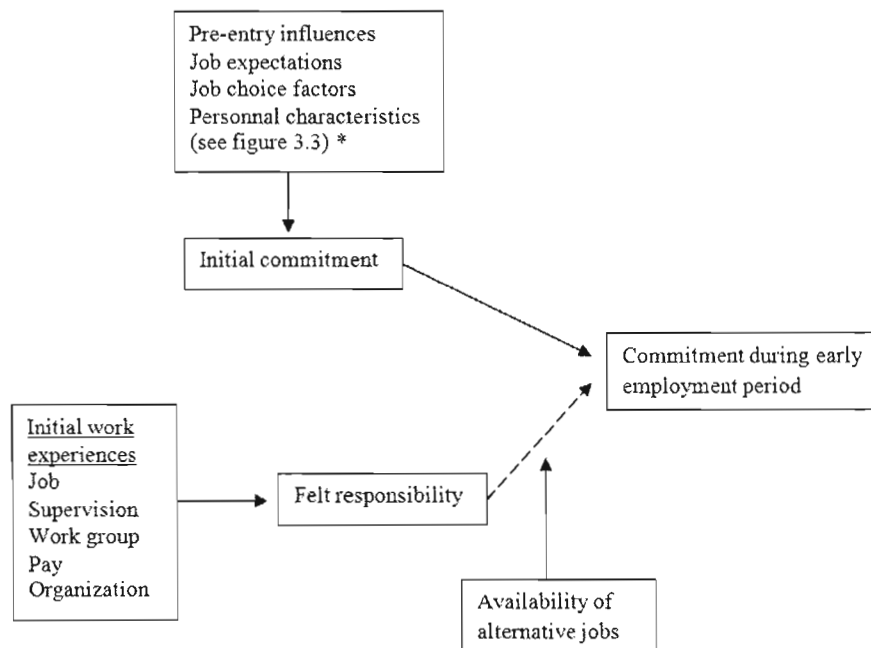 Pre-entry influences
Job expectations
Job choice factors
Personnal characteristics
(see figure 3.3) *
Initial commitment
Commitment during early
employment period
Initial work
experiences
Job
Supervision
Work group
Pay
Organization
Felt responsibility
Availability of
alternative jobs